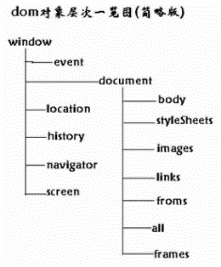 dom对象层次一览图(简略版)
window
event
document
location
history
navigator
screen
body
styleSheets
images
links
froms
all
frames